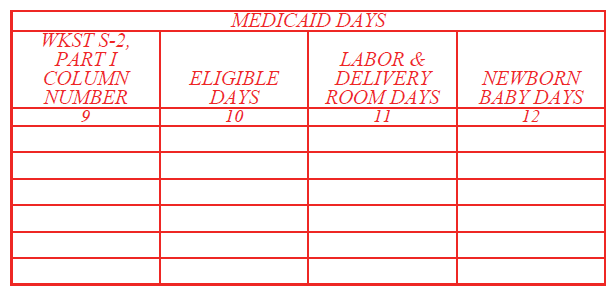 MEDICAID DAYS
WKST S-2,
PART I
COLUMN
NUMBER
ELIGIBLE
DAYS
LABOR &
DELIVERY
ROOM DAYS
NEWBORN
BABY DAYS
9 10 11 12